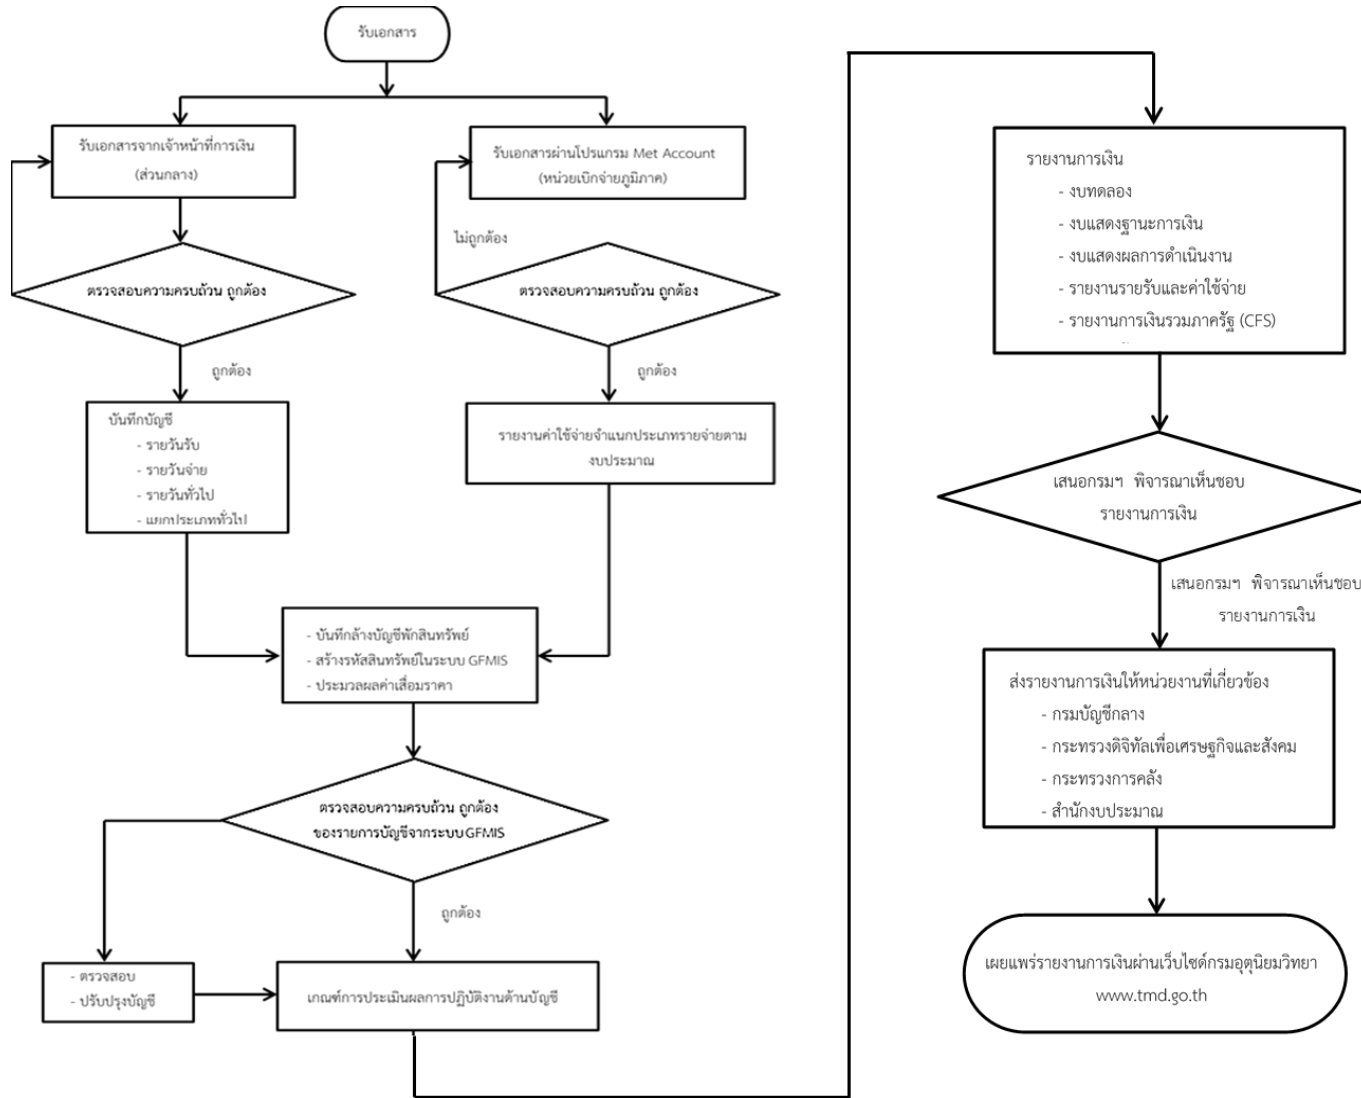 รับเอกสาร
รับเอกสารจากเจ้าหน้าที่การเงิน
(ส่วนกลาง)
รับเอกสารผ่านโปรแกรม Met Account
(หน่วยเบิกจ่ายภูมิภาค)
ไม่ถูกต้อง
ตรวจสอบความครบถ้วน ถูกต้อง
ตรวจสอบความครบถ้วน ถูกต้อง
ถูกต้อง
ถูกต้อง
บันทึกบัญชี
- รายวันรับ
- รายวันจ่าย
- รายวันทั่วไป
- แยกประเภททั่วไป
รายงานค่าใช้จ่ายจำแนกประเภทรายจ่ายตาม
งบประมาณ
- บันทึกล้างบัญชีพักสินทรัพย์
- สร้างรหัสสินทรัพย์ในระบบ GFMIS
- ประมวลผลค่าเสื่อมราคา
ตรวจสอบความครบถ้วน ถูกต้อง
ของรายการบัญชีจากระบบ GFMIS
ถูกต้อง
- ตรวจสอบ
- ปรับปรุงบัญชี
เกณฑ์การประเมินผลการปฏิบัติงานด้านบัญชี
รายงานการเงิน
- งบทดลอง
- งบแสดงฐานะการเงิน
- งบแสดงผลการดำเนินงาน
- รายงานรายรับและค่าใช้จ่าย
- รายงานการเงินรวมภาครัฐ (CFS)
เสนอกรมฯ พิจารณาเห็นชอบ
รายงานการเงิน
เสนอกรมฯ พิจารณาเห็นชอบ
รายงานการเงิน
ส่งรายงานการเงินให้หน่วยงานที่เกี่ยวข้อง
- กรมบัญชีกลาง
- กระทรวงดิจิทัลเพื่อเศรษฐกิจและสังคม
- กระทรวงการคลัง
- สำนักงบประมาณ
เผยแพร่รายงานการเงินผ่านเว็บไซต์กรมอุตุนิยมวิทยา
www.tmd.go.th